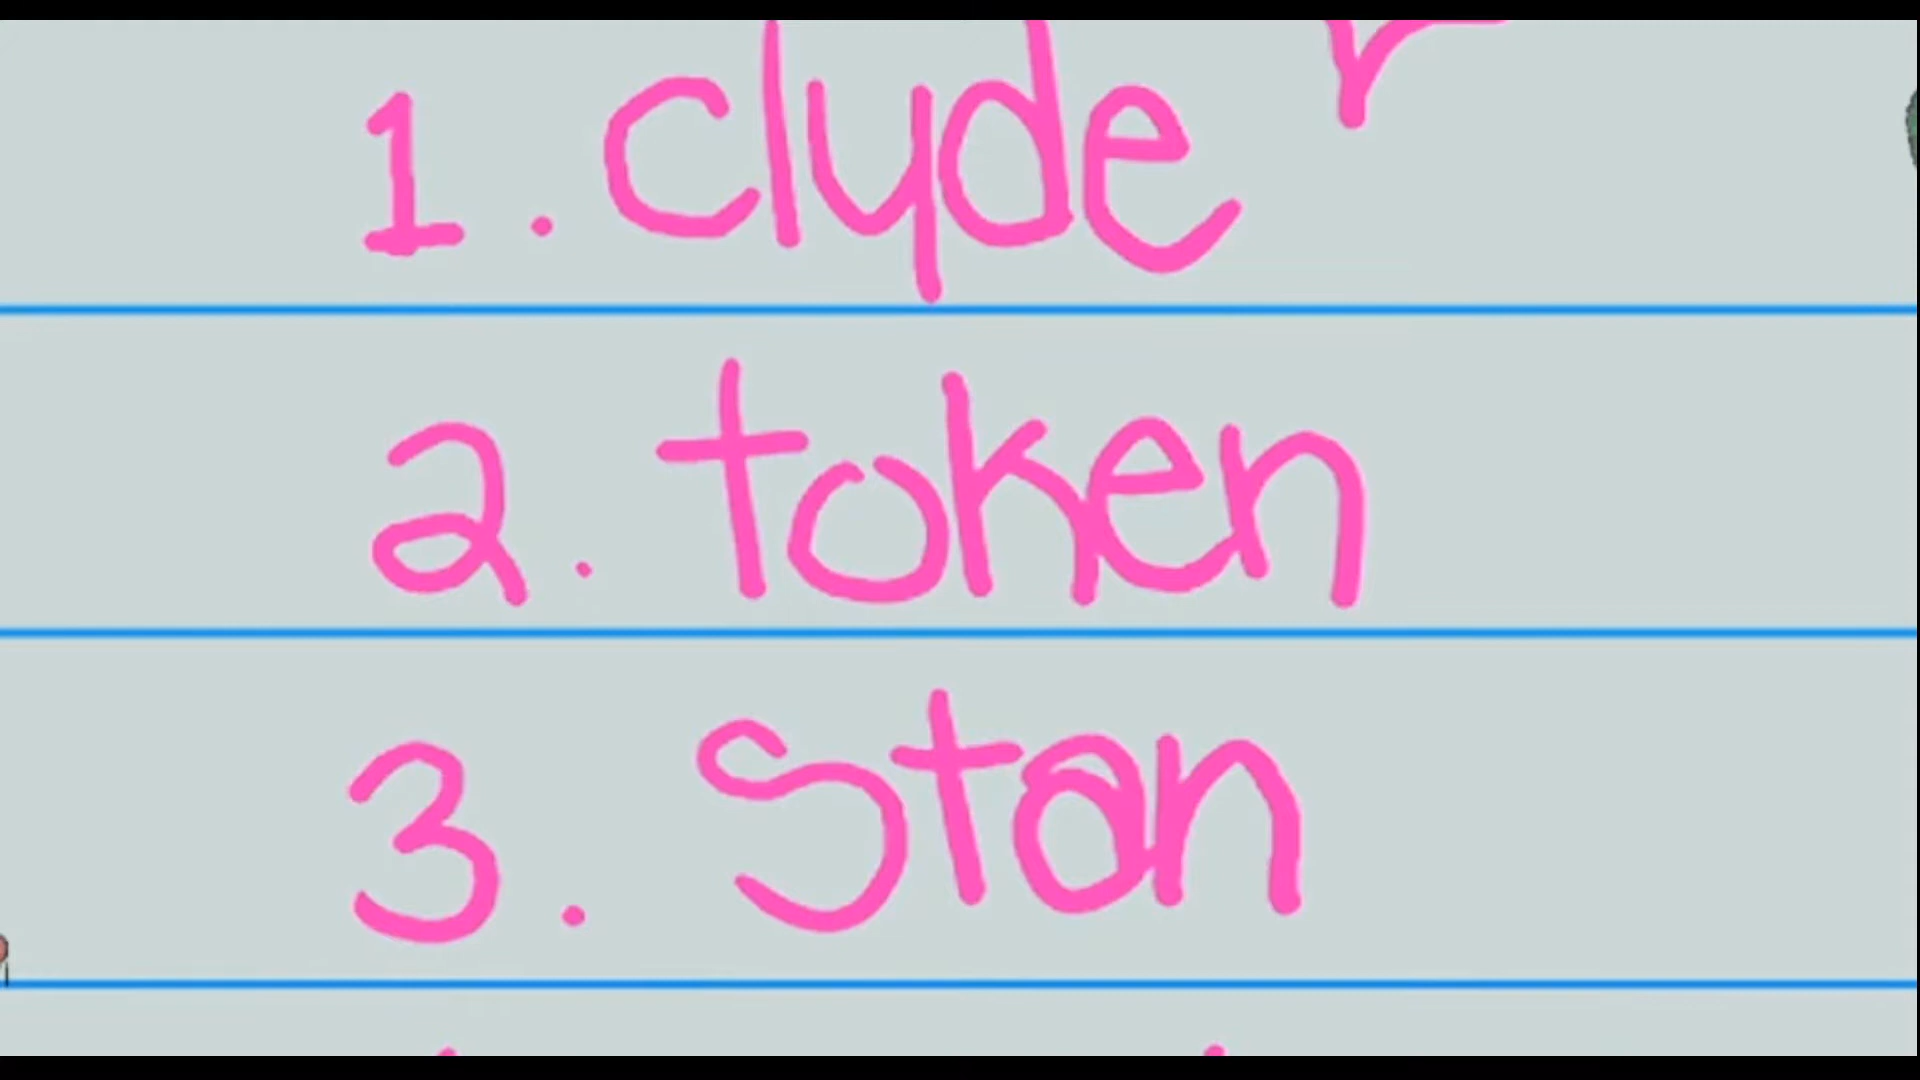 1. clyde
2. token
3. Stan